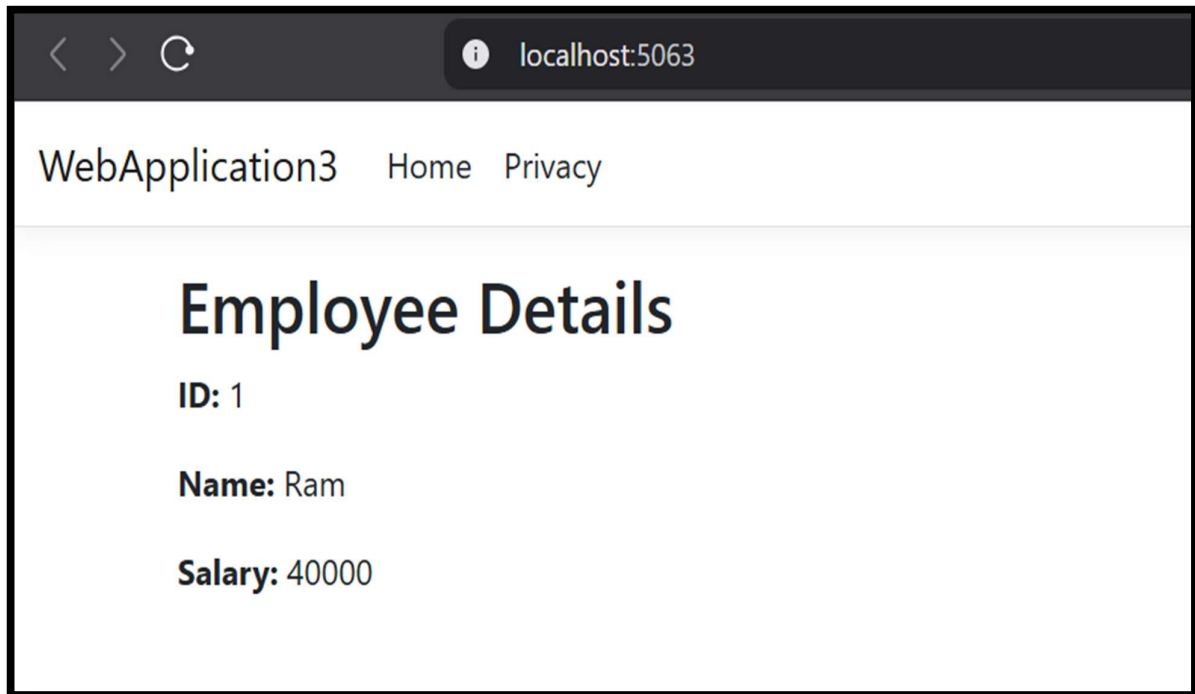 localhost:5063
WebApplication3 Home Privacy
Employee Details
ID: 1
Name: Ram
Salary: 40000